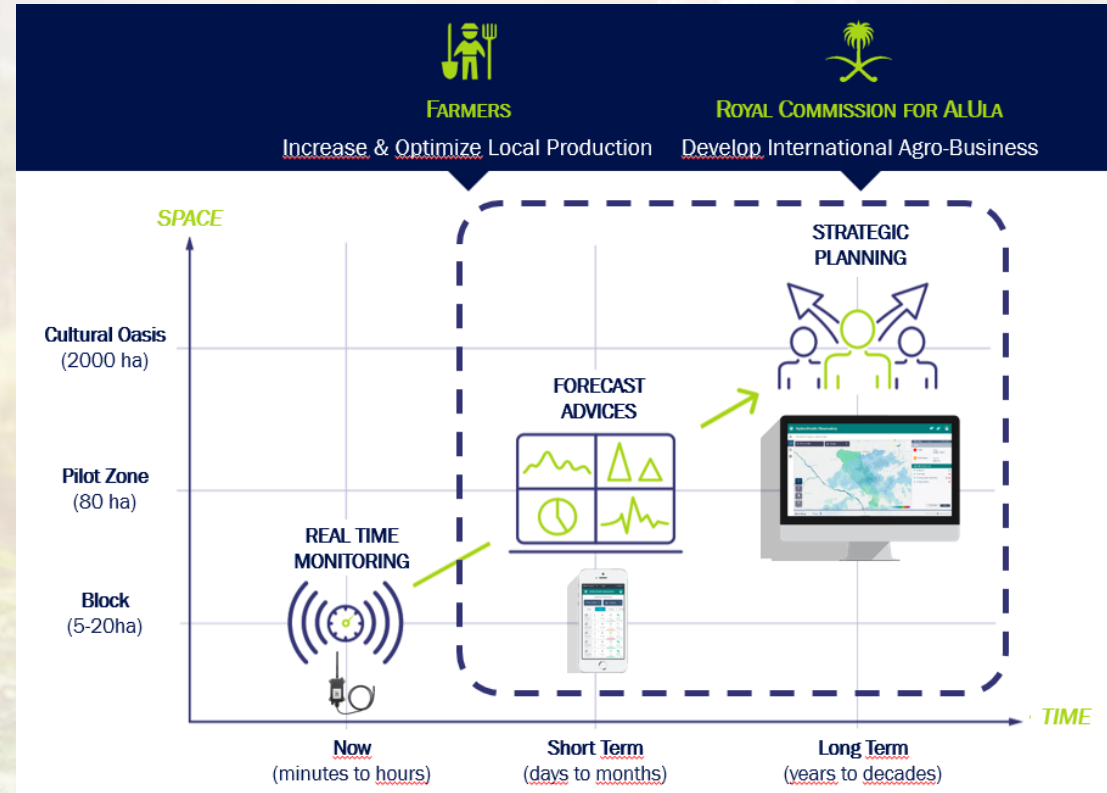 FARMERS
ROYAL COMMISSION FOR ALULA
Increase & Optimize Local Production
Develop International Agro-Business
SPACE
STRATEGIC
PLANNING
Cultural Oasis
(2000 ha)
FORECAST
ADVICES
Pilot Zone
(80 ha)
REAL TIME
MONITORING
Block
(5-20ha)
TIME
Now
(minutes to hours)
Short Term
(days to months)
Long Term
(years to decades)